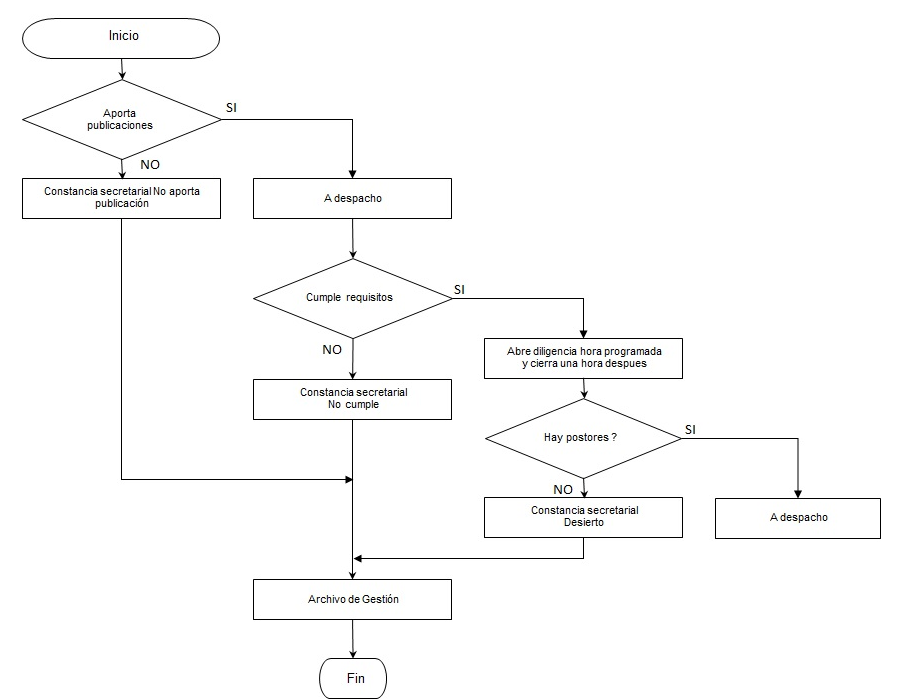 Inicio
Aporta
publicaciones
SI
NO
Constancia secretarial No aporta
publicación
A despacho
Cumple requisitos
SI
NO
Abre diligencia hora programada
y cierra una hora despues
Constancia secretarial
No cumple
Hay postores ?
SI
NO
Constancia secretarial
Desierto
A despacho
Archivo de Gestión
Fin